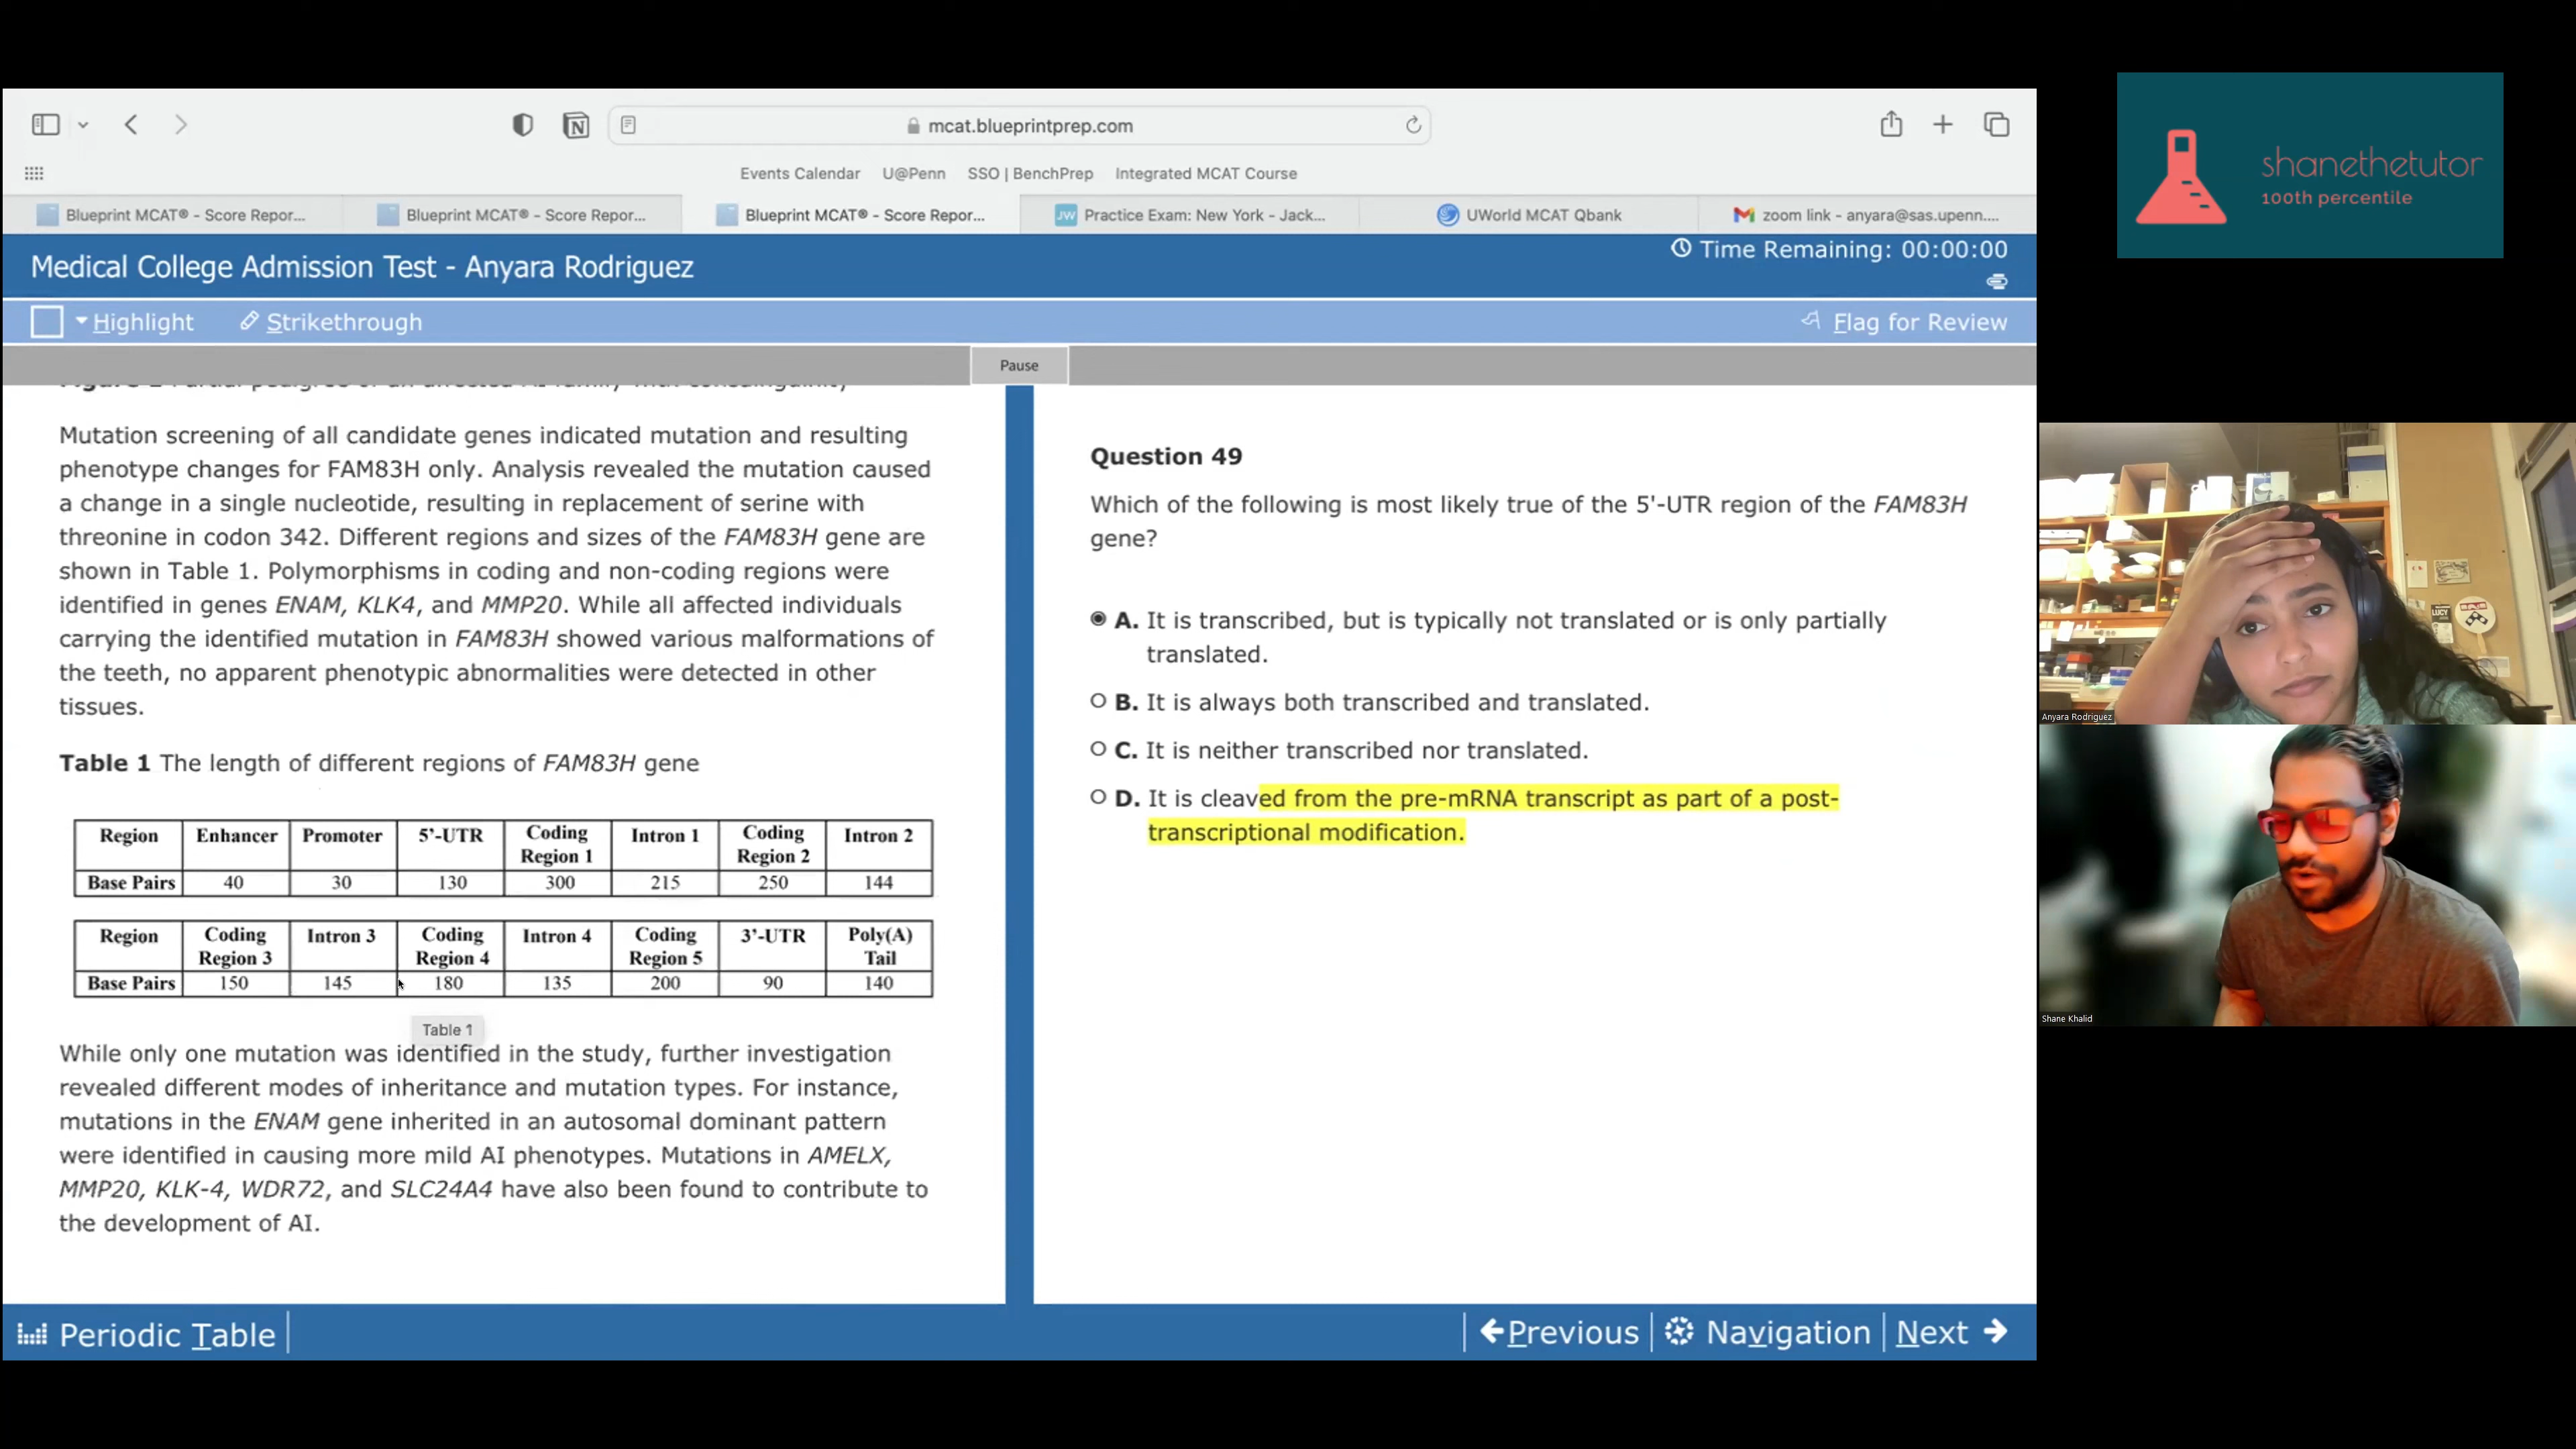 mcat.blueprintprep.com
Events Calendar U@Penn SSO | BenchPrep Integrated MCAT Course
Blueprint MCAT® - Score Repor...
Blueprint MCAT® - Score Repor...
Blueprint MCAT® - Score Repor...
JW Practice Exam: New York - Jack...
UWorld MCAT Qbank
zoom link - anyara@sas.upenn....
Medical College Admission Test - Anyara Rodriguez
Time Remaining: 00:00:00
Highlight Strikethrough
Flag for Review
Pause
Mutation screening of all candidate genes indicated mutation and resulting
phenotype changes for FAM83H only. Analysis revealed the mutation caused
a change in a single nucleotide, resulting in replacement of serine with
threonine in codon 342. Different regions and sizes of the FAM83H gene are
shown in Table 1. Polymorphisms in coding and non-coding regions were
identified in genes ENAM, KLK4, and MMP20. While all affected individuals
carrying the identified mutation in FAM83H showed various malformations of
the teeth, no apparent phenotypic abnormalities were detected in other
tissues.
Table 1 The length of different regions of FAM83H gene
Region Enhancer Promoter 5'-UTR Coding Region 1 Intron 1 Coding Region 2 Intron 2
Base Pairs 40 30 130 300 215 250 144
Region Coding Region 3 Intron 3 Coding Region 4 Intron 4 Coding Region 5 3'-UTR Poly(A) Tail
Base Pairs 150 145 180 135 200 90 140
Table 1
While only one mutation was identified in the study, further investigation
revealed different modes of inheritance and mutation types. For instance,
mutations in the ENAM gene inherited in an autosomal dominant pattern
were identified in causing more mild AI phenotypes. Mutations in AMELX,
MMP20, KLK-4, WDR72, and SLC24A4 have also been found to contribute to
the development of AI.
Question 49
Which of the following is most likely true of the 5'-UTR region of the FAM83H
gene?
A. It is transcribed, but is typically not translated or is only partially
translated.
B. It is always both transcribed and translated.
C. It is neither transcribed nor translated.
D. It is cleaved from the pre-mRNA transcript as part of a post-
transcriptional modification.
Periodic Table
Previous Navigation Next
shanethetutor
100th percentile
Anyara Rodriguez
Shane Khalid